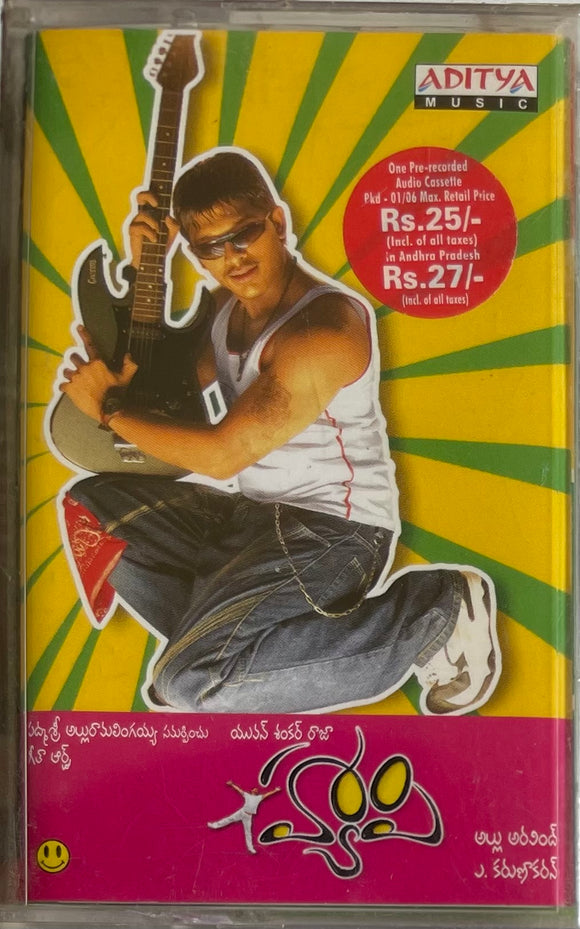 ADITYA
MUSIC
One Pre-recorded
Audio Cassette
Pkd - 01/06 Max. Retail Price
Rs.25/-
(Incl. of all taxes)
in Andhra Pradesh
Rs.27/-
(Incl. of all taxes)
పద్మశ్రీ అల్లురామలింగయ్య సమర్పించు యువన్ శంకర్ రాజా
గీతా ఆర్ట్స్
హ్యాపి
అల్లు అరవింద్
ఎ. కరుణాకరన్